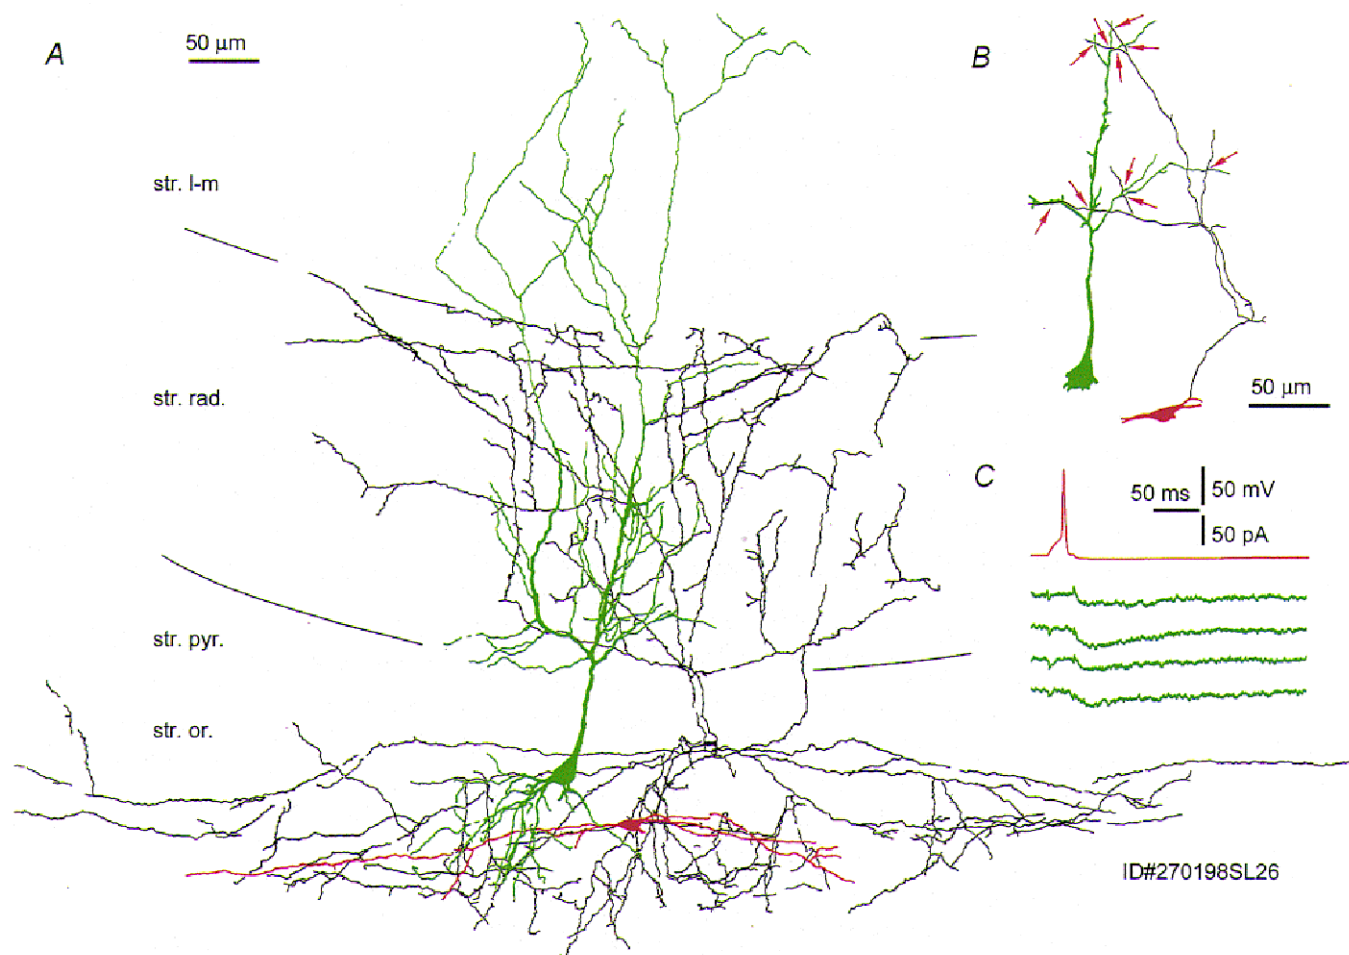 A
50 µm
str. l-m
str. rad.
str. pyr.
str. or.
ID#270198SL26
B
50 µm
C
50 ms
50 mV
50 pA